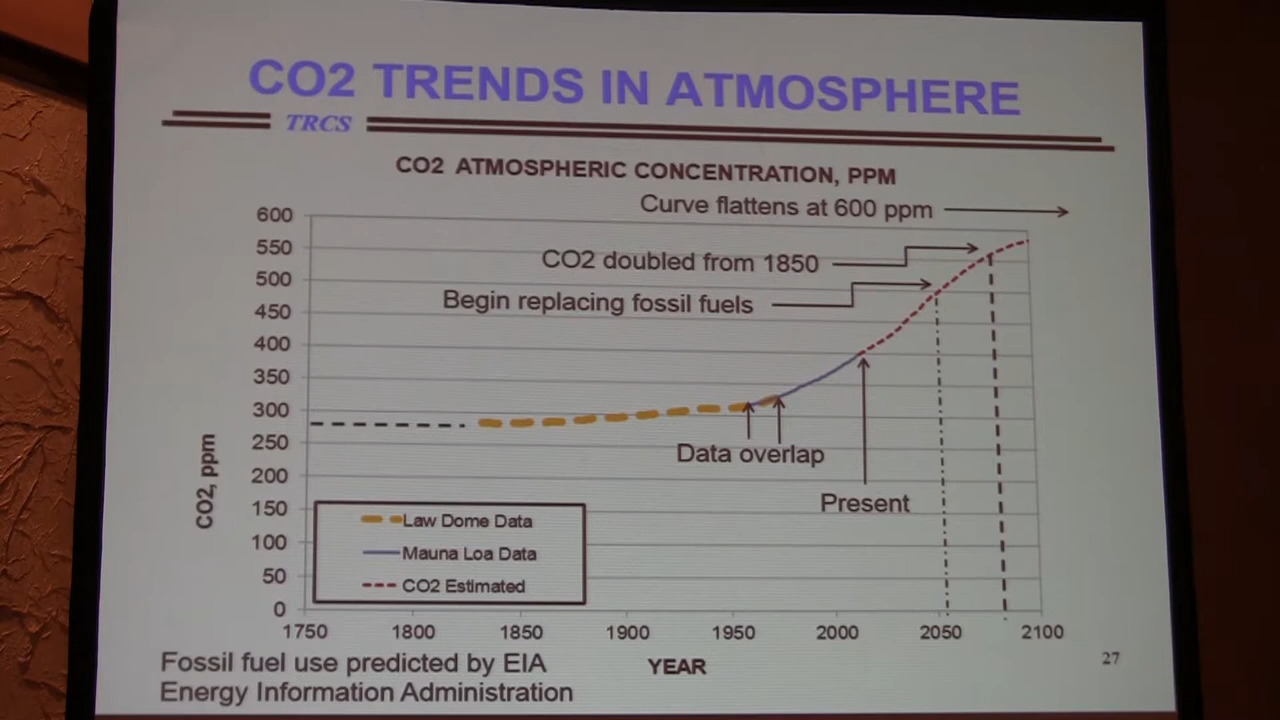 CO2 TRENDS IN ATMOSPHERE
TRCS
CO2 ATMOSPHERIC CONCENTRATION, PPM
Curve flattens at 600 ppm
CO2 doubled from 1850
Begin replacing fossil fuels
600
550
500
450
400
350
300
250
200
150
100
50
0
CO2, ppm
Data overlap
Present
Law Dome Data
Mauna Loa Data
CO2 Estimated
1750 1800 1850 1900 1950 2000 2050 2100
YEAR
Fossil fuel use predicted by EIA
Energy Information Administration
27